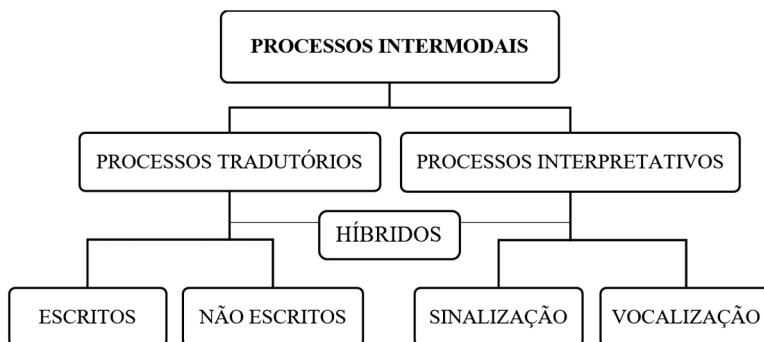 PROCESSOS INTERMODAIS
PROCESSOS TRADUTÓRIOS
PROCESSOS INTERPRETATIVOS
HÍBRIDOS
ESCRITOS
NÃO ESCRITOS
SINALIZAÇÃO
VOCALIZAÇÃO